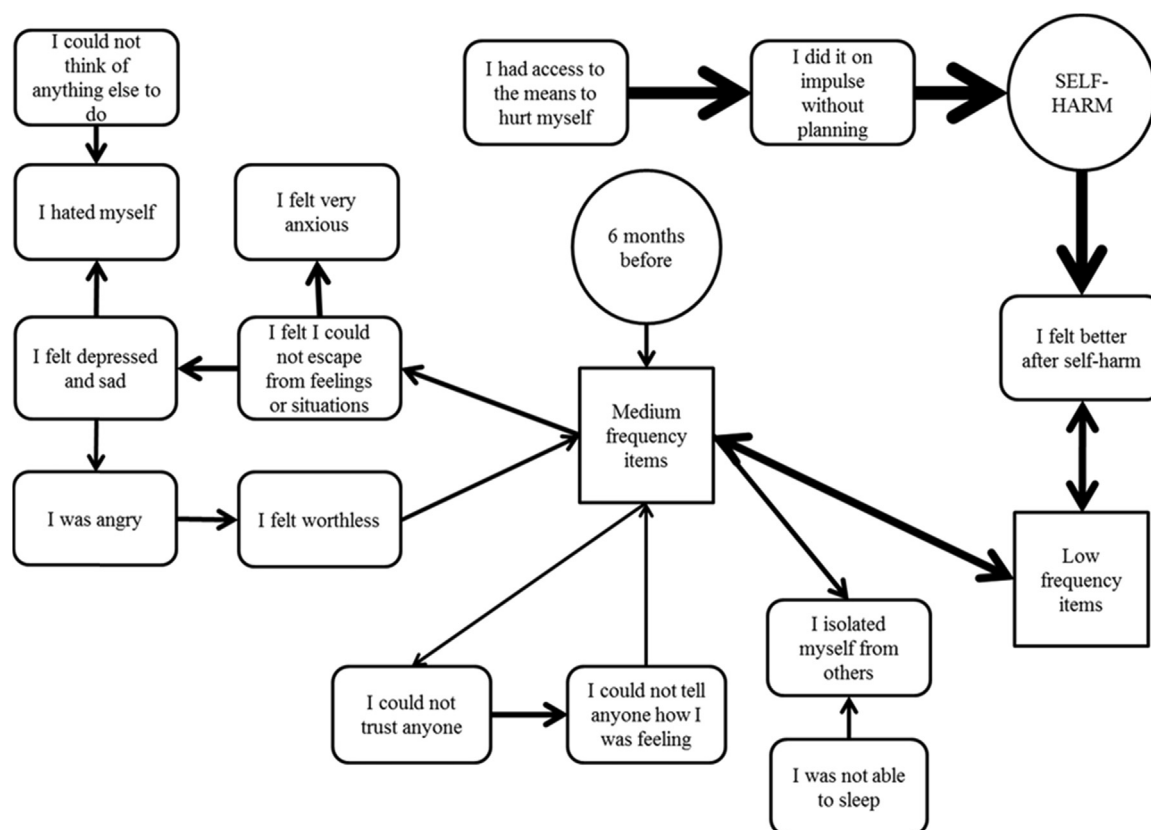 I could not
think of
anything else to
do
I had access to
the means to
hurt myself
I did it on
impulse
without
planning
SELF-
HARM
I hated myself
I felt very
anxious
6 months
before
I felt depressed
and sad
I felt I could
not escape
from feelings
or situations
Medium
frequency
items
I felt better
after self-harm
I was angry
I felt worthless
Low
frequency
items
I isolated
myself from
others
I could not
trust anyone
I could not tell
anyone how I
was feeling
I was not able
to sleep